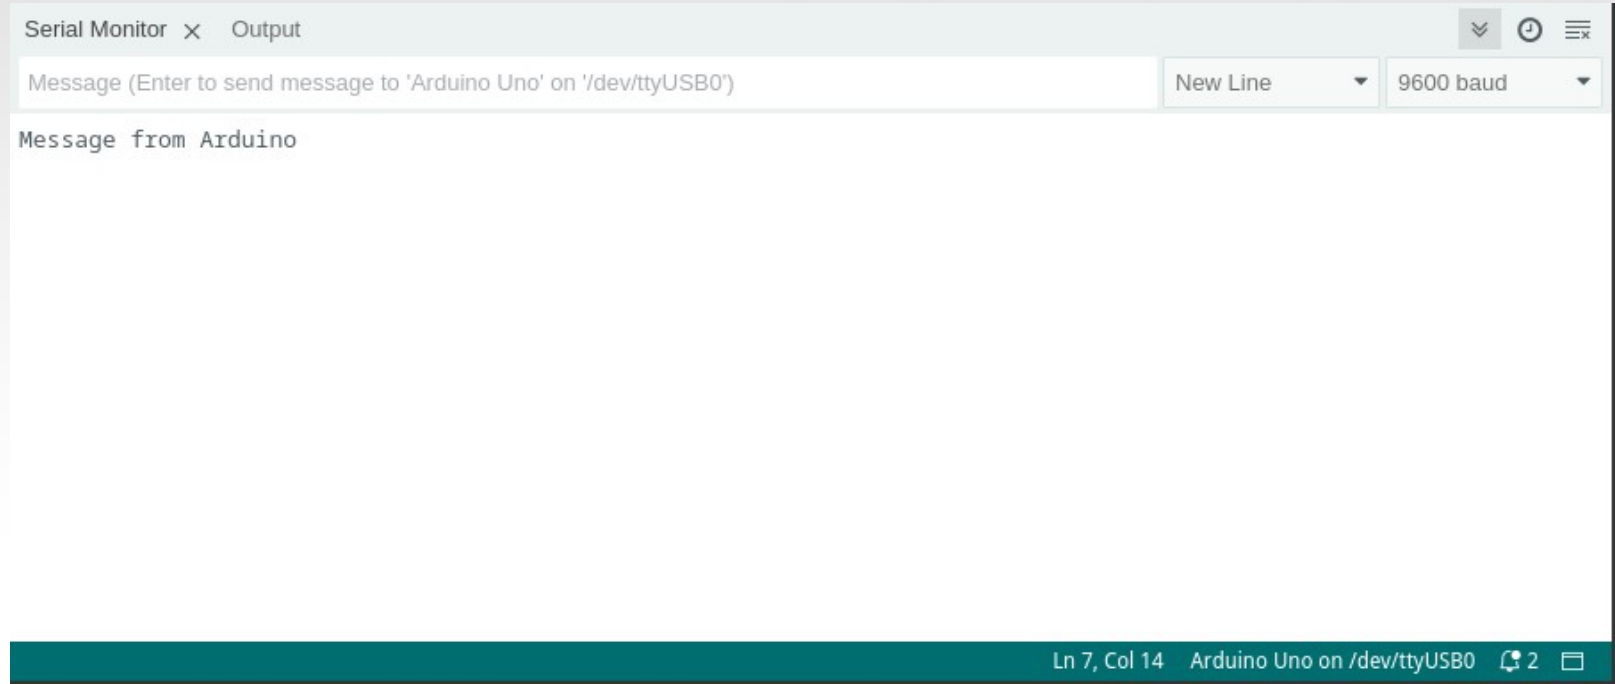 Serial Monitor Output
Message (Enter to send message to 'Arduino Uno' on '/dev/ttyUSB0') New Line 9600 baud
Message from Arduino
Ln 7, Col 14 Arduino Uno on /dev/ttyUSB0 2